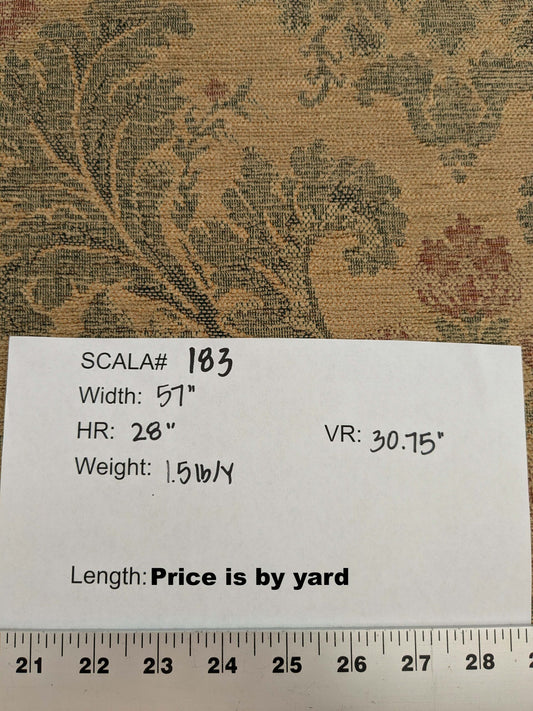 SCALA# 183
Width: 57"
HR: 28" VR: 30.75"
Weight: 1.5lb/Y
Length: Price is by yard
21 22 23 24 25 26 27 28